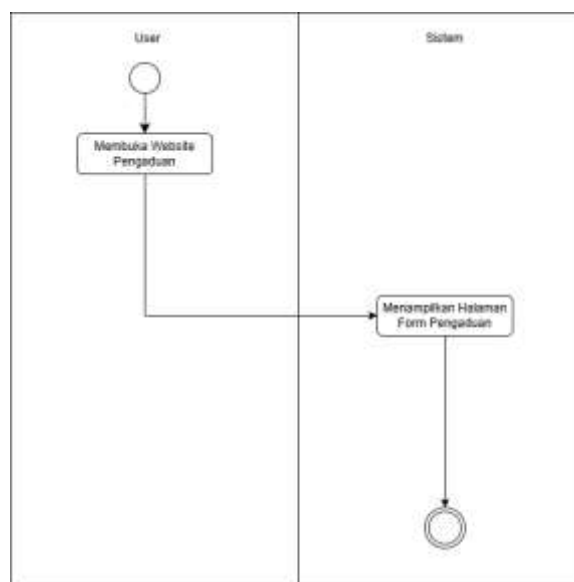 User
Sistem
Membuka Website
Pengaduan
Menampilkan Halaman
Form Pengaduan